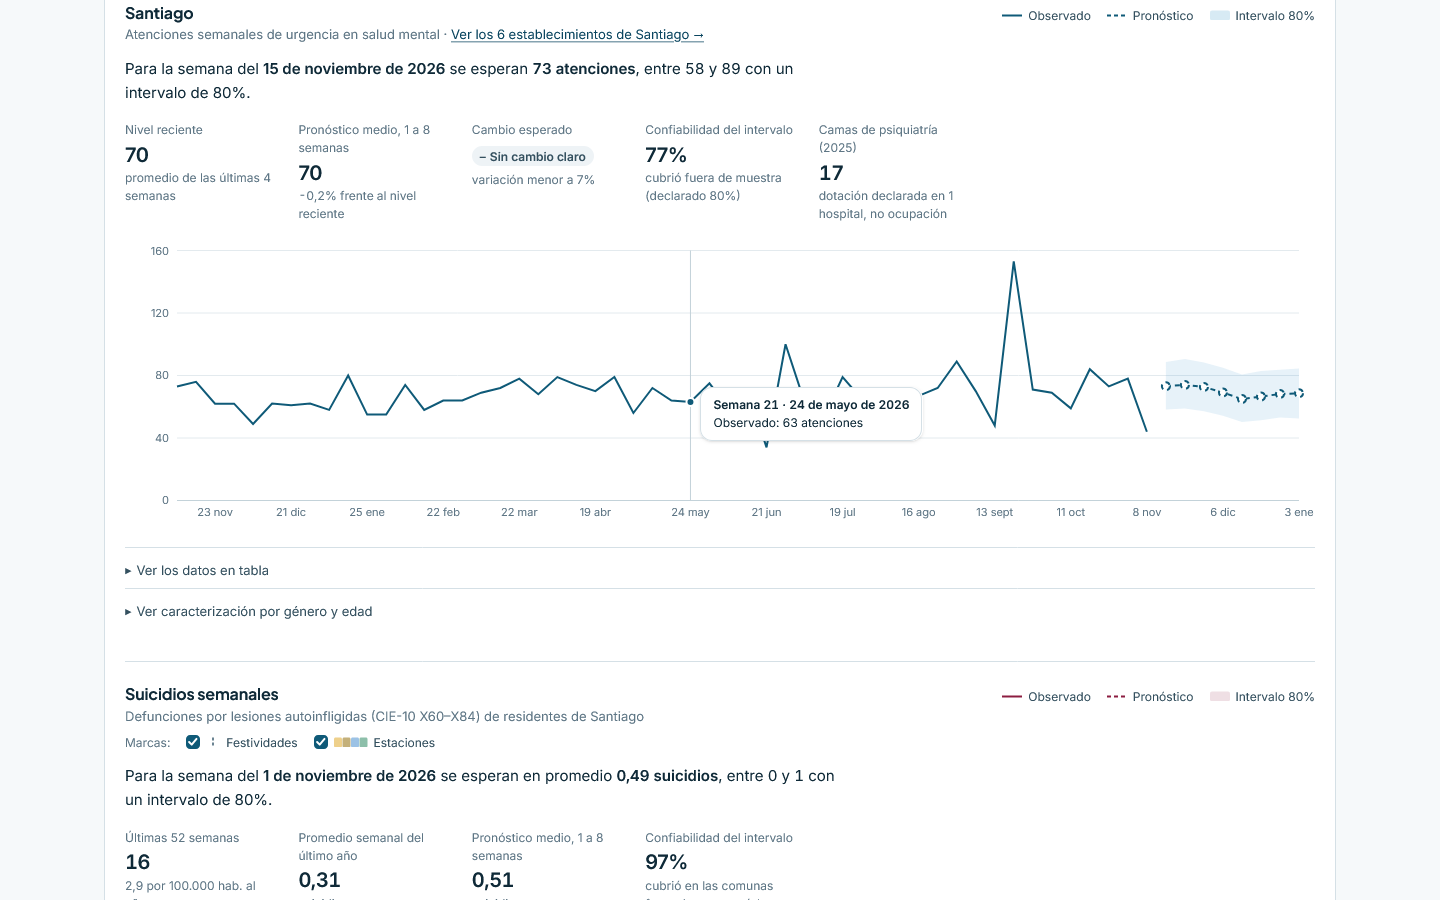 Santiago
Observado Pronóstico Intervalo 80%
Atenciones semanales de urgencia en salud mental · Ver los 6 establecimientos de Santiago →
Para la semana del 15 de noviembre de 2026 se esperan 73 atenciones, entre 58 y 89 con un
intervalo de 80%.
Nivel reciente
70
promedio de las últimas 4
semanas
Pronóstico medio, 1 a 8
semanas
70
-0,2% frente al nivel
reciente
Cambio esperado
– Sin cambio claro
variación menor a 7%
Confiabilidad del intervalo
77%
cubrió fuera de muestra
(declarado 80%)
Camas de psiquiatría
(2025)
17
dotación declarada en 1
hospital, no ocupación
160
120
80
40
0
Semana 21 · 24 de mayo de 2026
Observado: 63 atenciones
23 nov 21 dic 25 ene 22 feb 22 mar 19 abr 24 may 21 jun 19 jul 16 ago 13 sept 11 oct 8 nov 6 dic 3 ene
▸ Ver los datos en tabla
▸ Ver caracterización por género y edad
Suicidios semanales
Observado Pronóstico Intervalo 80%
Defunciones por lesiones autoinfligidas (CIE-10 X60–X84) de residentes de Santiago
Marcas: Festividades Estaciones
Para la semana del 1 de noviembre de 2026 se esperan en promedio 0,49 suicidios, entre 0 y 1 con
un intervalo de 80%.
Últimas 52 semanas
16
2,9 por 100.000 hab. al
Promedio semanal del
último año
0,31
Pronóstico medio, 1 a 8
semanas
0,51
Confiabilidad del intervalo
97%
cubrió en las comunas